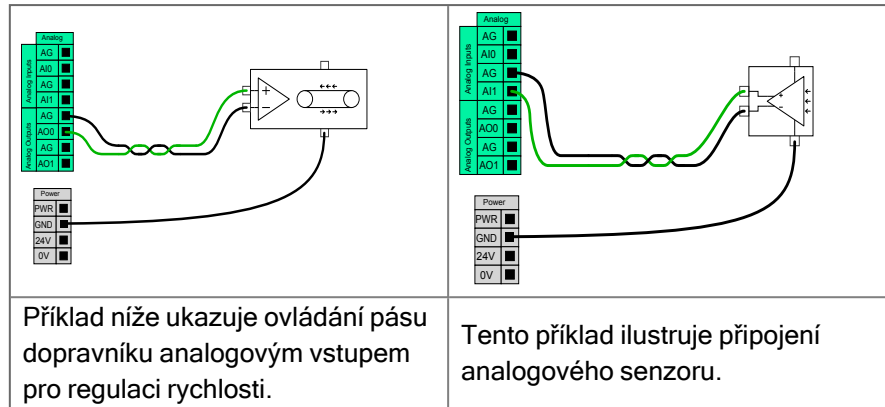 Analog
Analog Inputs
AG
AI0
AG
AI1
Analog Outputs
AG
AO0
AG
AO1
Power
PWR
GND
24V
0V
+
−
←←←
→→→
Příklad níže ukazuje ovládání pásu
dopravníku analogovým vstupem
pro regulaci rychlosti.
Analog
Analog Inputs
AG
AI0
AG
AI1
Analog Outputs
AG
AO0
AG
AO1
Power
PWR
GND
24V
0V
+
−
Tento příklad ilustruje připojení
analogového senzoru.